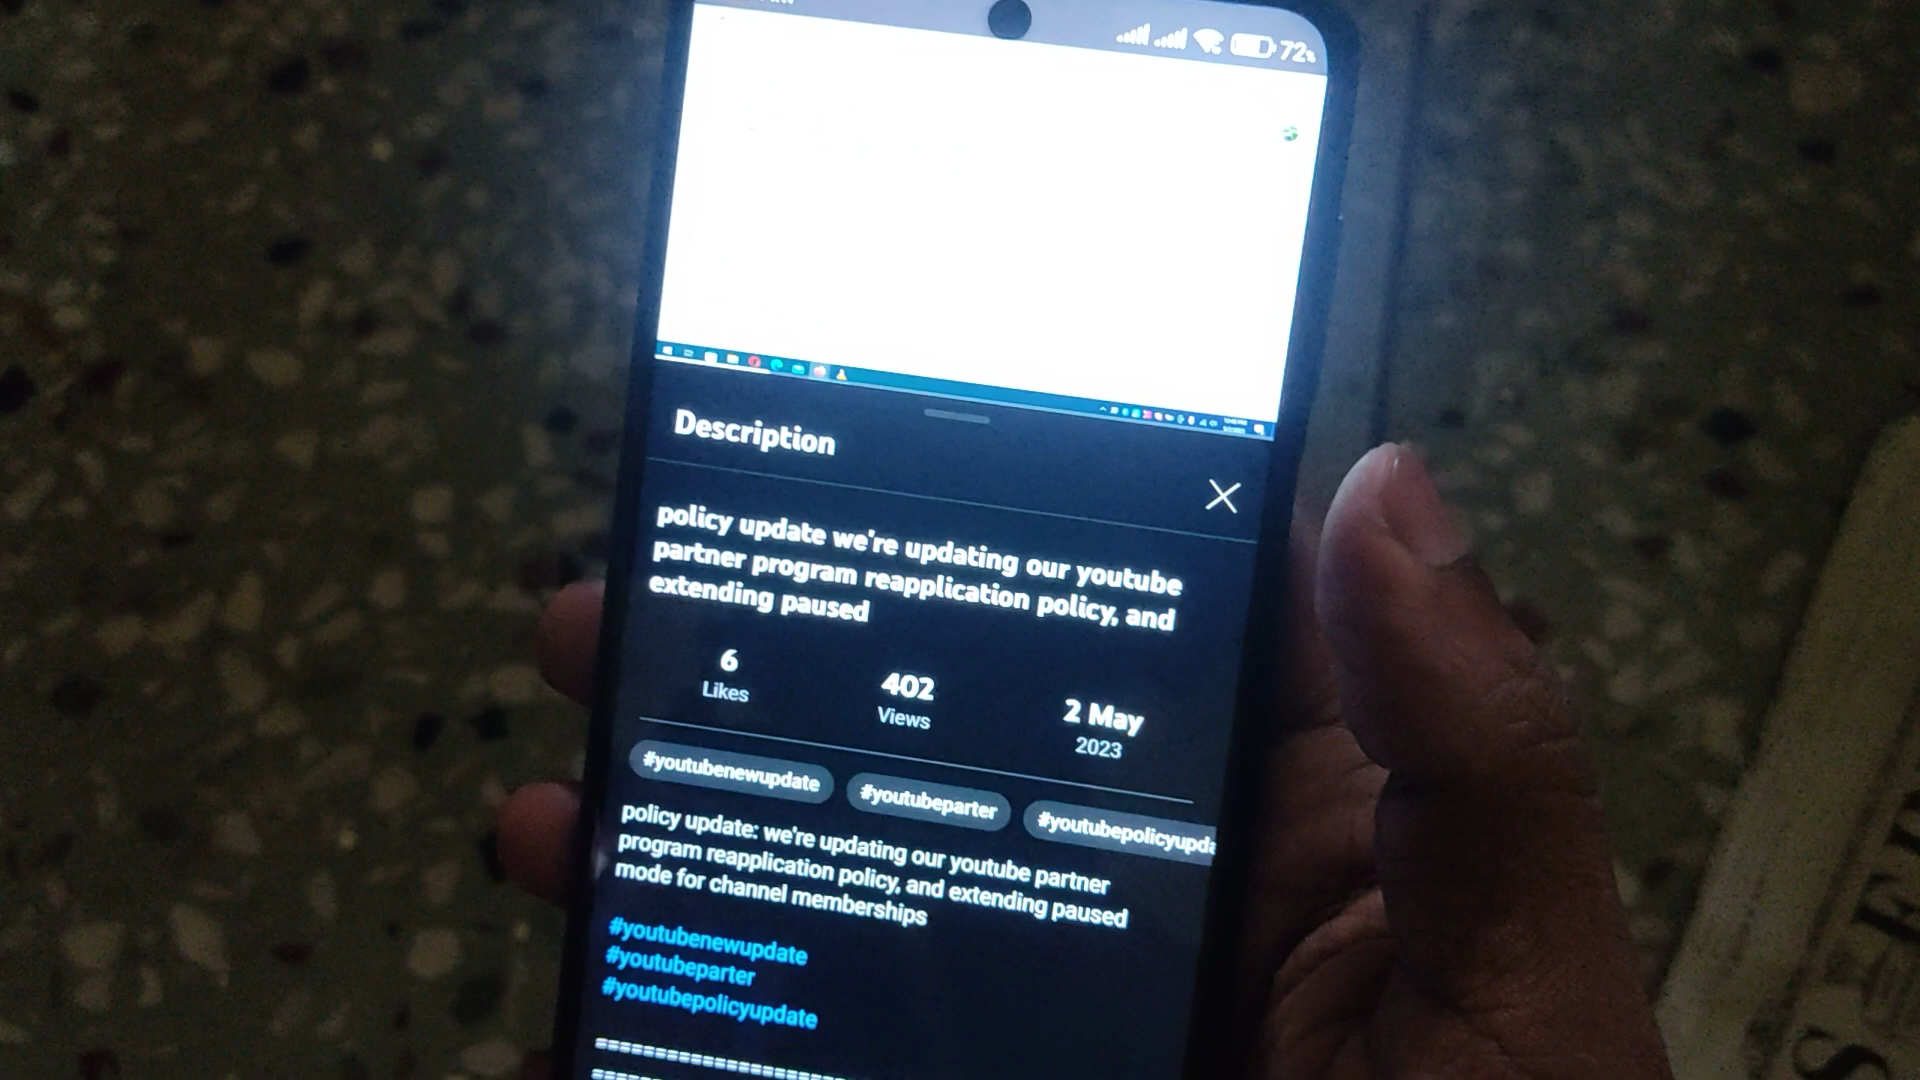 72%
Description
policy update we're updating our youtube
partner program reapplication policy, and
extending paused
6
Likes
402
Views
2 May
2023
#youtubenewupdate
#youtubeparter
#youtubepolicyupda
policy update: we're updating our youtube partner
program reapplication policy, and extending paused
mode for channel memberships
#youtubenewupdate
#youtubeparter
#youtubepolicyupdate